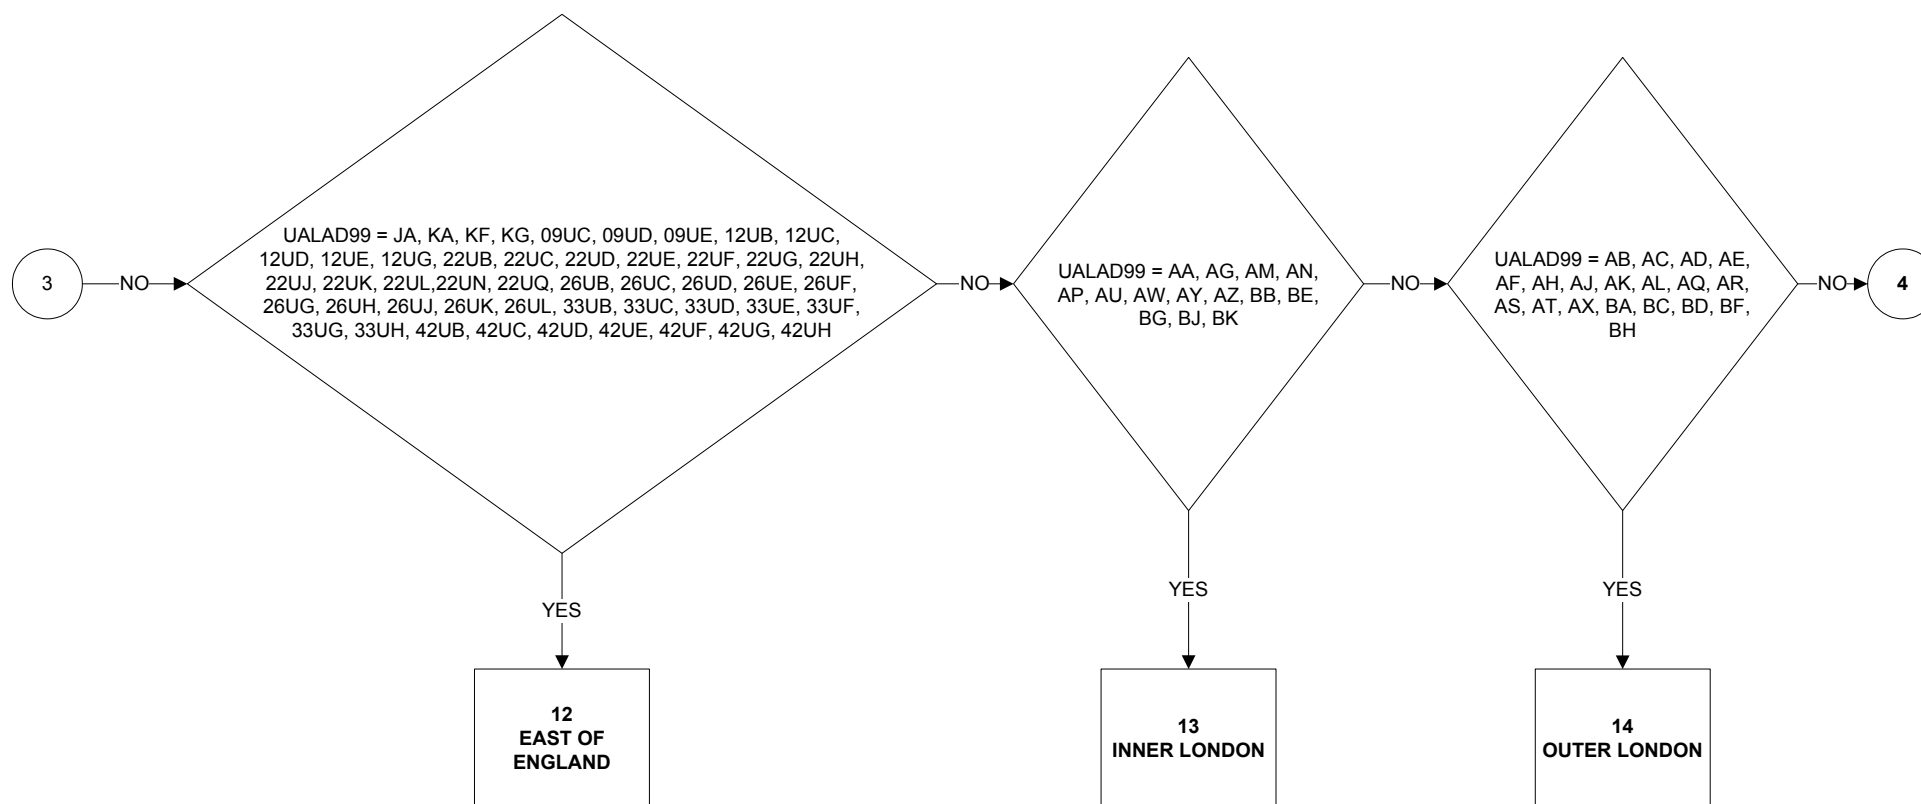 3
NO
UALAD99 = JA, KA, KF, KG, 09UC, 09UD, 09UE, 12UB, 12UC,
12UD, 12UE, 12UG, 22UB, 22UC, 22UD, 22UE, 22UF, 22UG, 22UH,
22UJ, 22UK, 22UL,22UN, 22UQ, 26UB, 26UC, 26UD, 26UE, 26UF,
26UG, 26UH, 26UJ, 26UK, 26UL, 33UB, 33UC, 33UD, 33UE, 33UF,
33UG, 33UH, 42UB, 42UC, 42UD, 42UE, 42UF, 42UG, 42UH
NO
UALAD99 = AA, AG, AM, AN,
AP, AU, AW, AY, AZ, BB, BE,
BG, BJ, BK
NO
UALAD99 = AB, AC, AD, AE,
AF, AH, AJ, AK, AL, AQ, AR,
AS, AT, AX, BA, BC, BD, BF,
BH
NO
4
YES
YES
YES
12
EAST OF
ENGLAND
13
INNER LONDON
14
OUTER LONDON